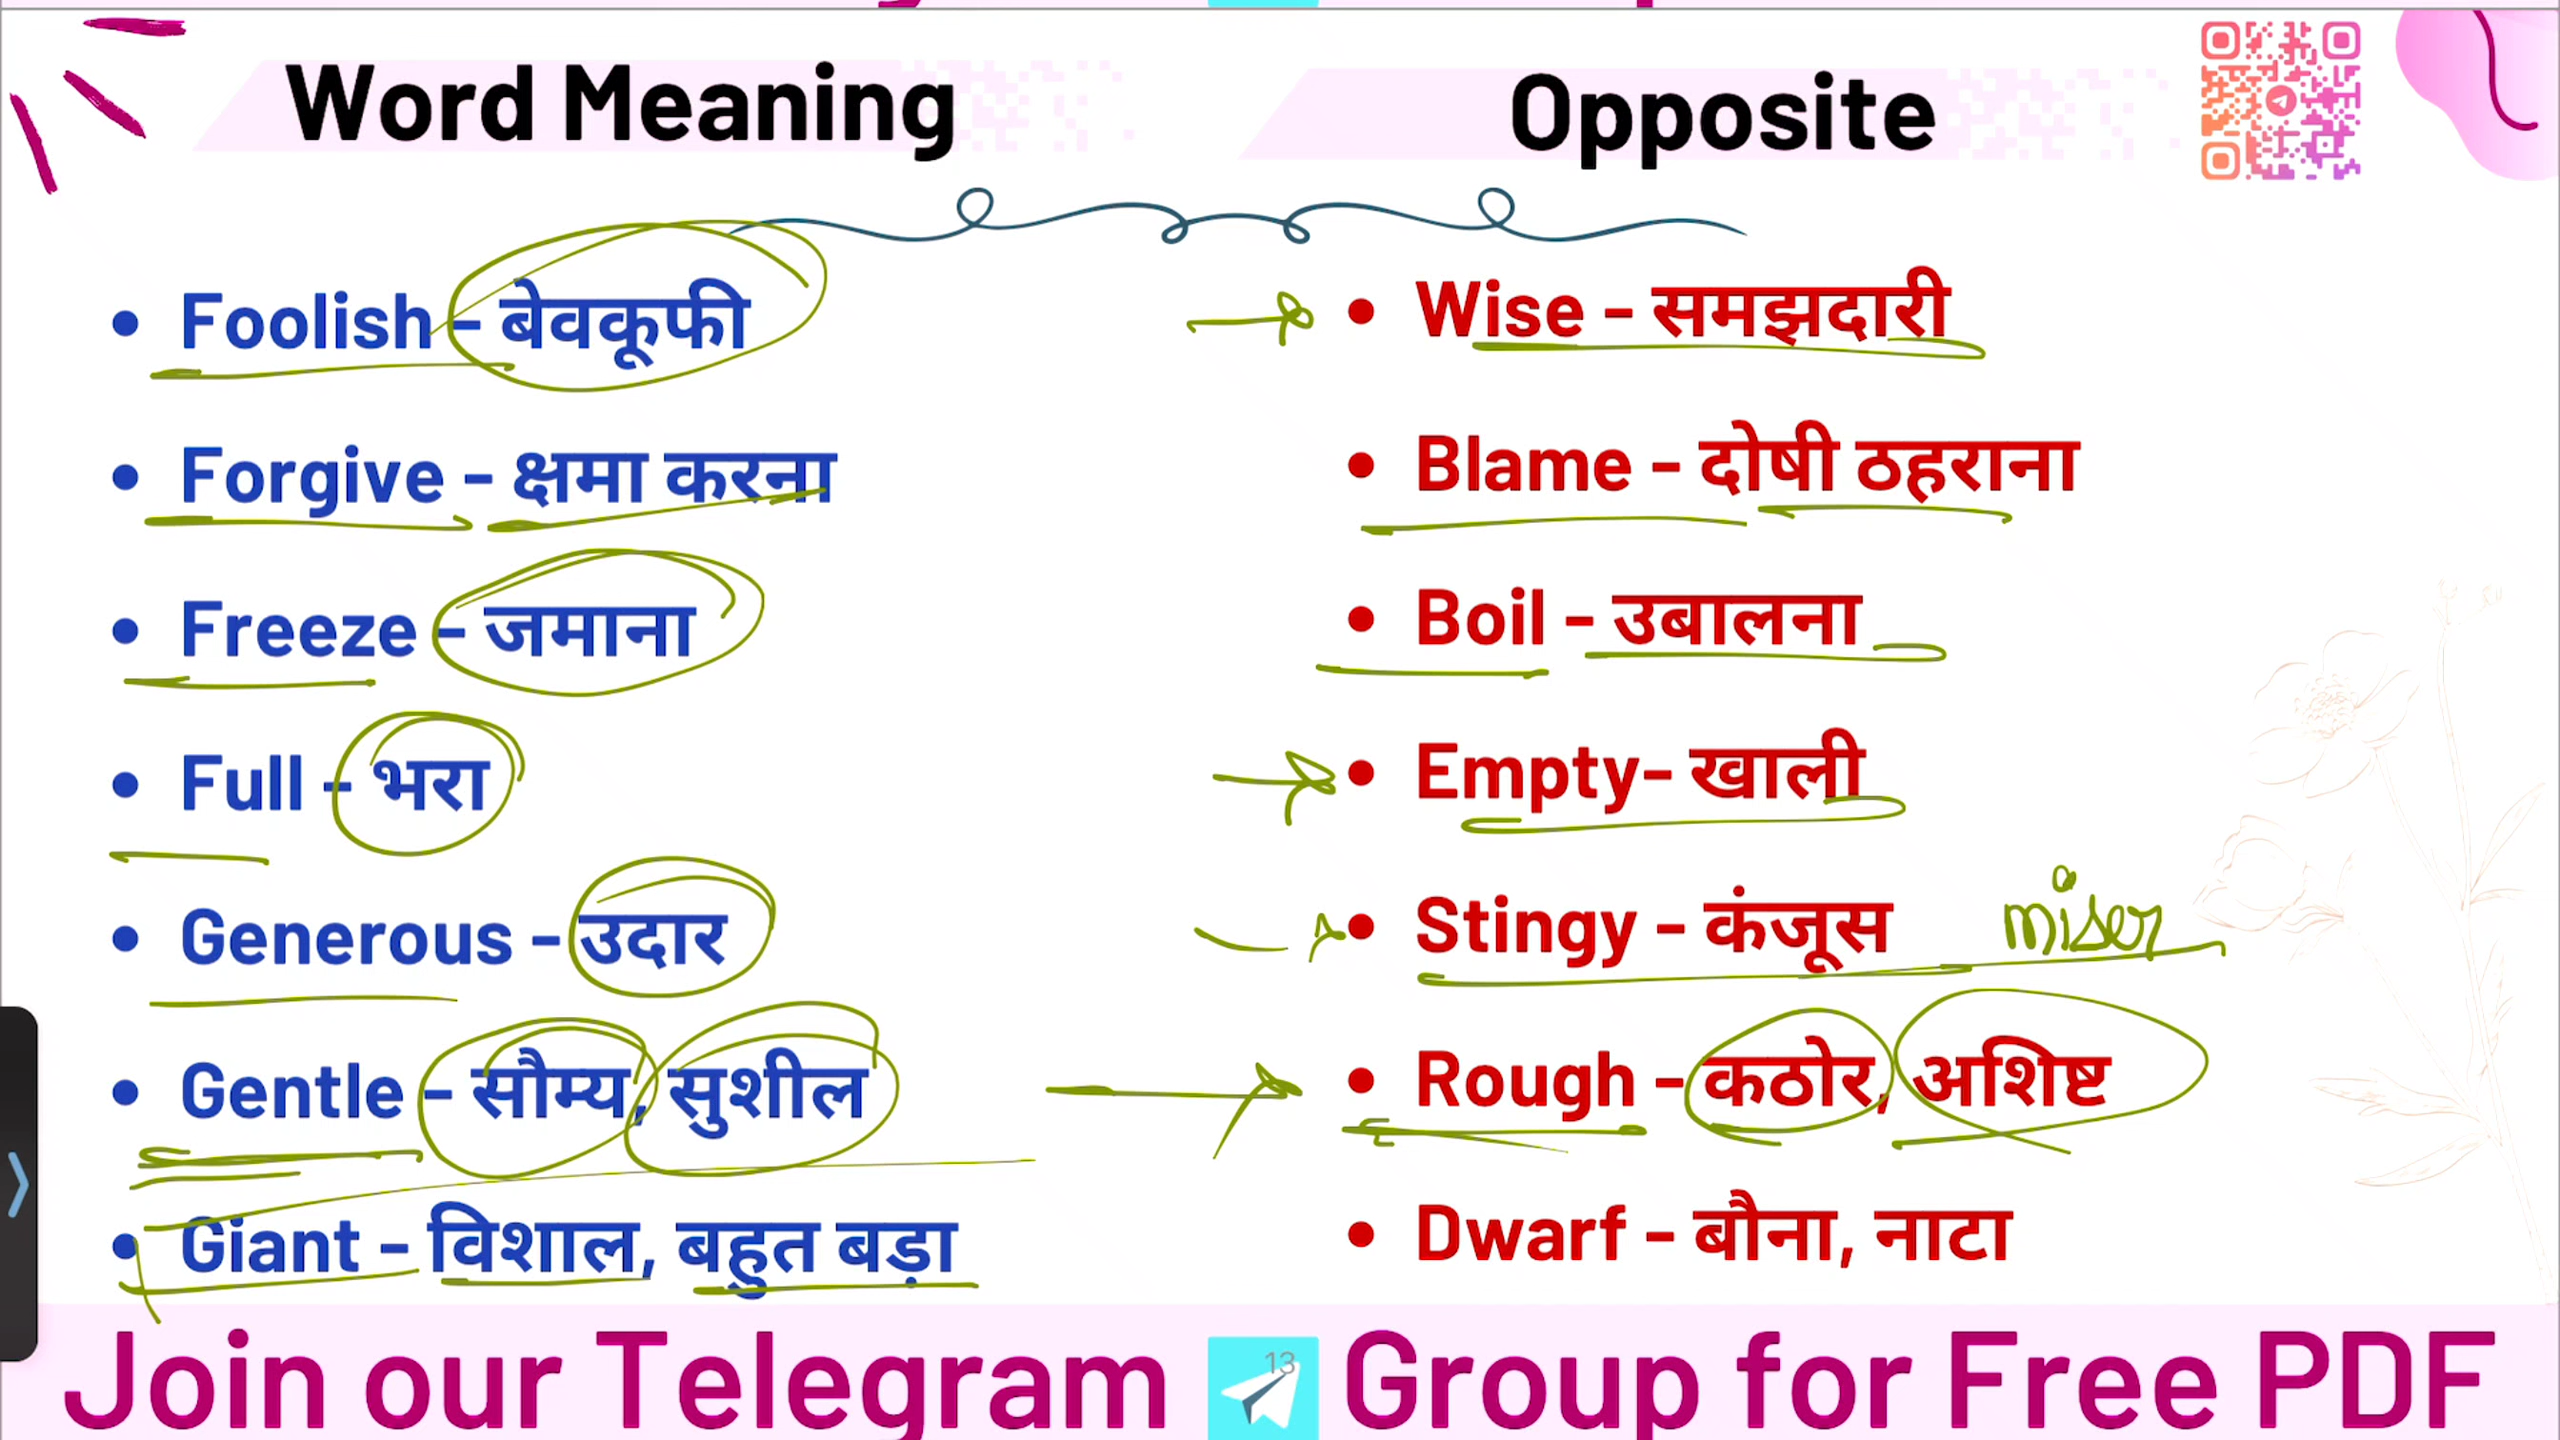 Word Meaning
Opposite
• Foolish - बेवकूफी
• Wise - समझदारी
• Forgive - क्षमा करना
• Blame - दोषी ठहराना
• Freeze - जमाना
• Boil - उबालना
• Full - भरा
• Empty- खाली
• Generous - उदार
• Stingy - कंजूस miser
• Gentle - सौम्य, सुशील
• Rough - कठोर, अशिष्ट
• Giant - विशाल, बहुत बड़ा
• Dwarf - बौना, नाटा
Join our Telegram 13 Group for Free PDF